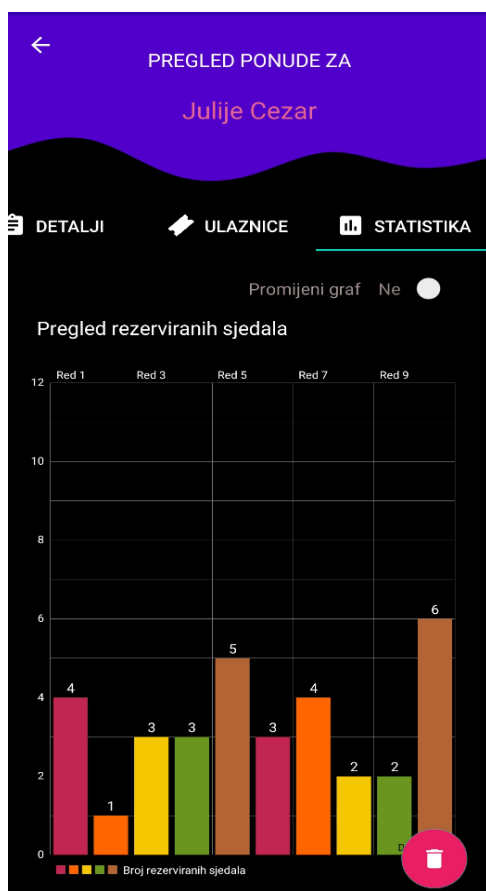 PREGLED PONUDE ZA
Julije Cezar
DETALJI ULAZNICE STATISTIKA
Promijeni graf Ne
Pregled rezerviranih sjedala
Red 1 Red 3 Red 5 Red 7 Red 9
12
10
8
6
6
5
4 4 4
3 3 3
2 2 2
1
0
Broj rezerviranih sjedala